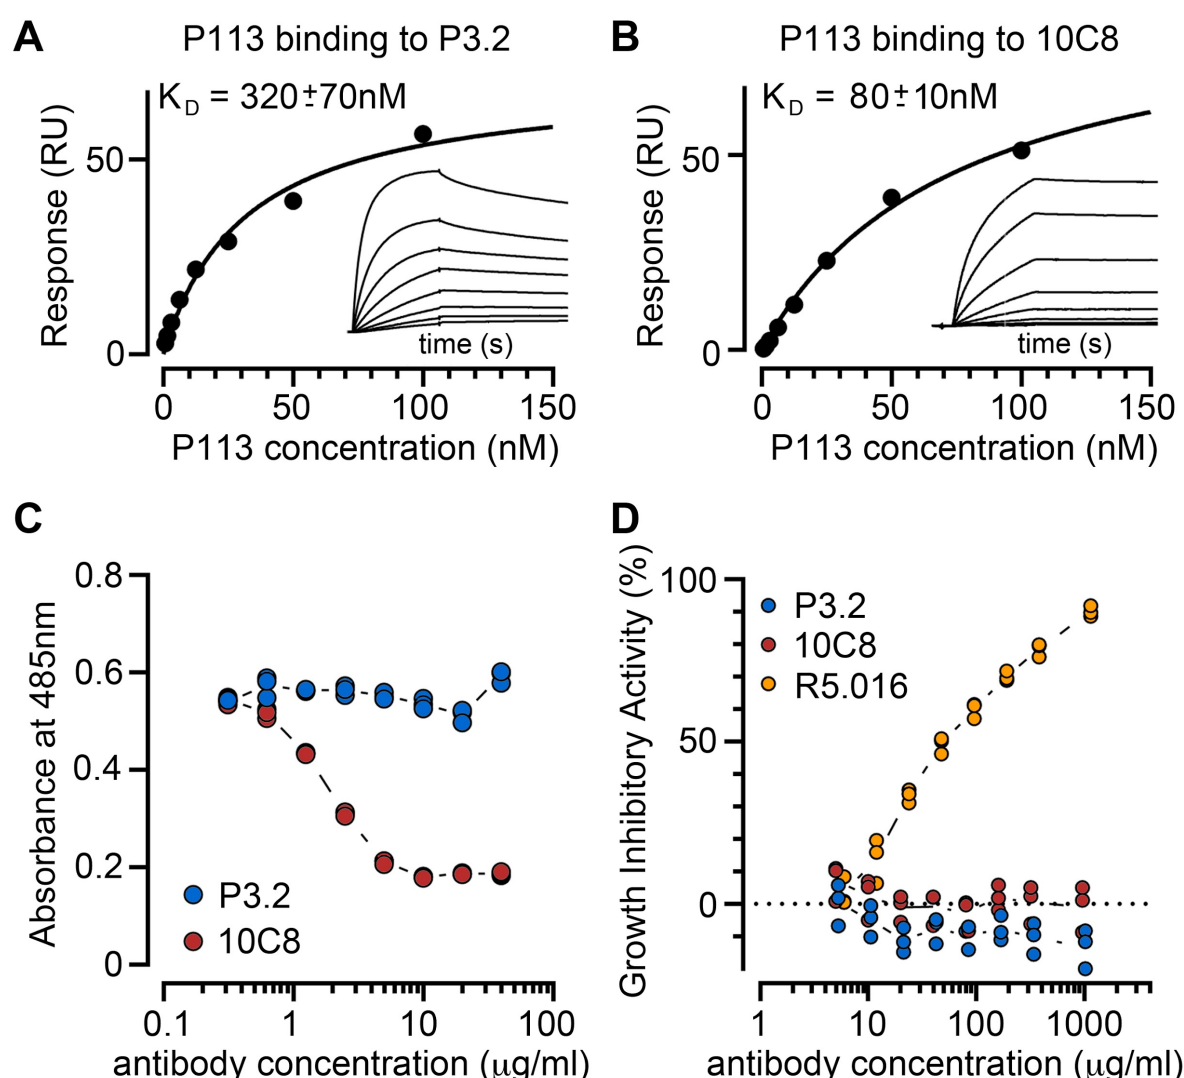 A
P113 binding to P3.2
K D = 320±70nM
Response (RU)
50
0
time (s)
0 50 100 150
P113 concentration (nM)
B
P113 binding to 10C8
K D = 80±10nM
Response (RU)
50
0
time (s)
0 50 100 150
P113 concentration (nM)
C
Absorbance at 485nm
0.8
0.6
0.4
0.2
0
P3.2
10C8
0.1 1 10 100
antibody concentration (μg/ml)
D
Growth Inhibitory Activity (%)
100
50
0
P3.2
10C8
R5.016
1 10 100 1000
antibody concentration (μg/ml)